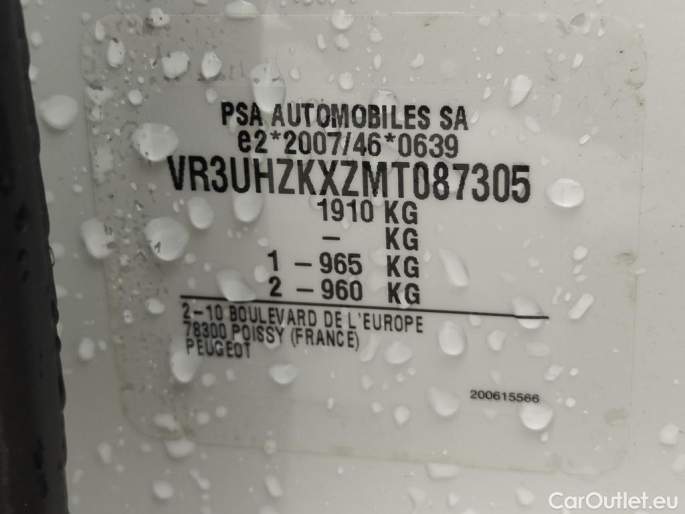 PSA AUTOMOBILES SA
e2*2007/46*0639
VR3UHZKXZMT087305
1910 KG
– KG
1 – 965 KG
2 – 960 KG
2–10 BOULEVARD DE L'EUROPE
78300 POISSY (FRANCE)
PEUGEOT
200615566
CarOutlet.eu